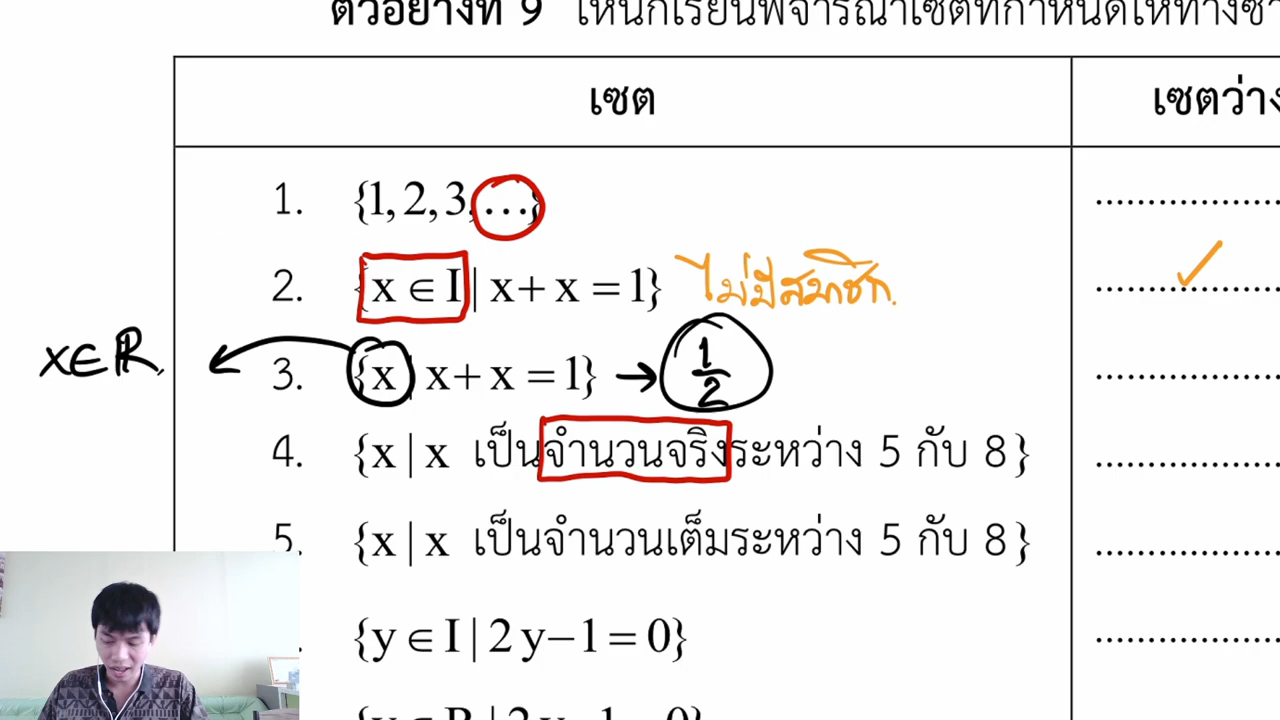 ตัวอย่างที่ 9 ให้นักเรียนพิจารณาเซตที่กำหนดให้ทางซ้า
เซต
เซตว่าง
1. {1, 2, 3, ...}
2. {x ∈ I | x + x = 1} ไม่มีสมาชิก.
x ∈ R,
3. {x | x + x = 1} → 1/2
4. {x | x เป็นจำนวนจริงระหว่าง 5 กับ 8}
5. {x | x เป็นจำนวนเต็มระหว่าง 5 กับ 8}
{y ∈ I | 2y − 1 = 0}